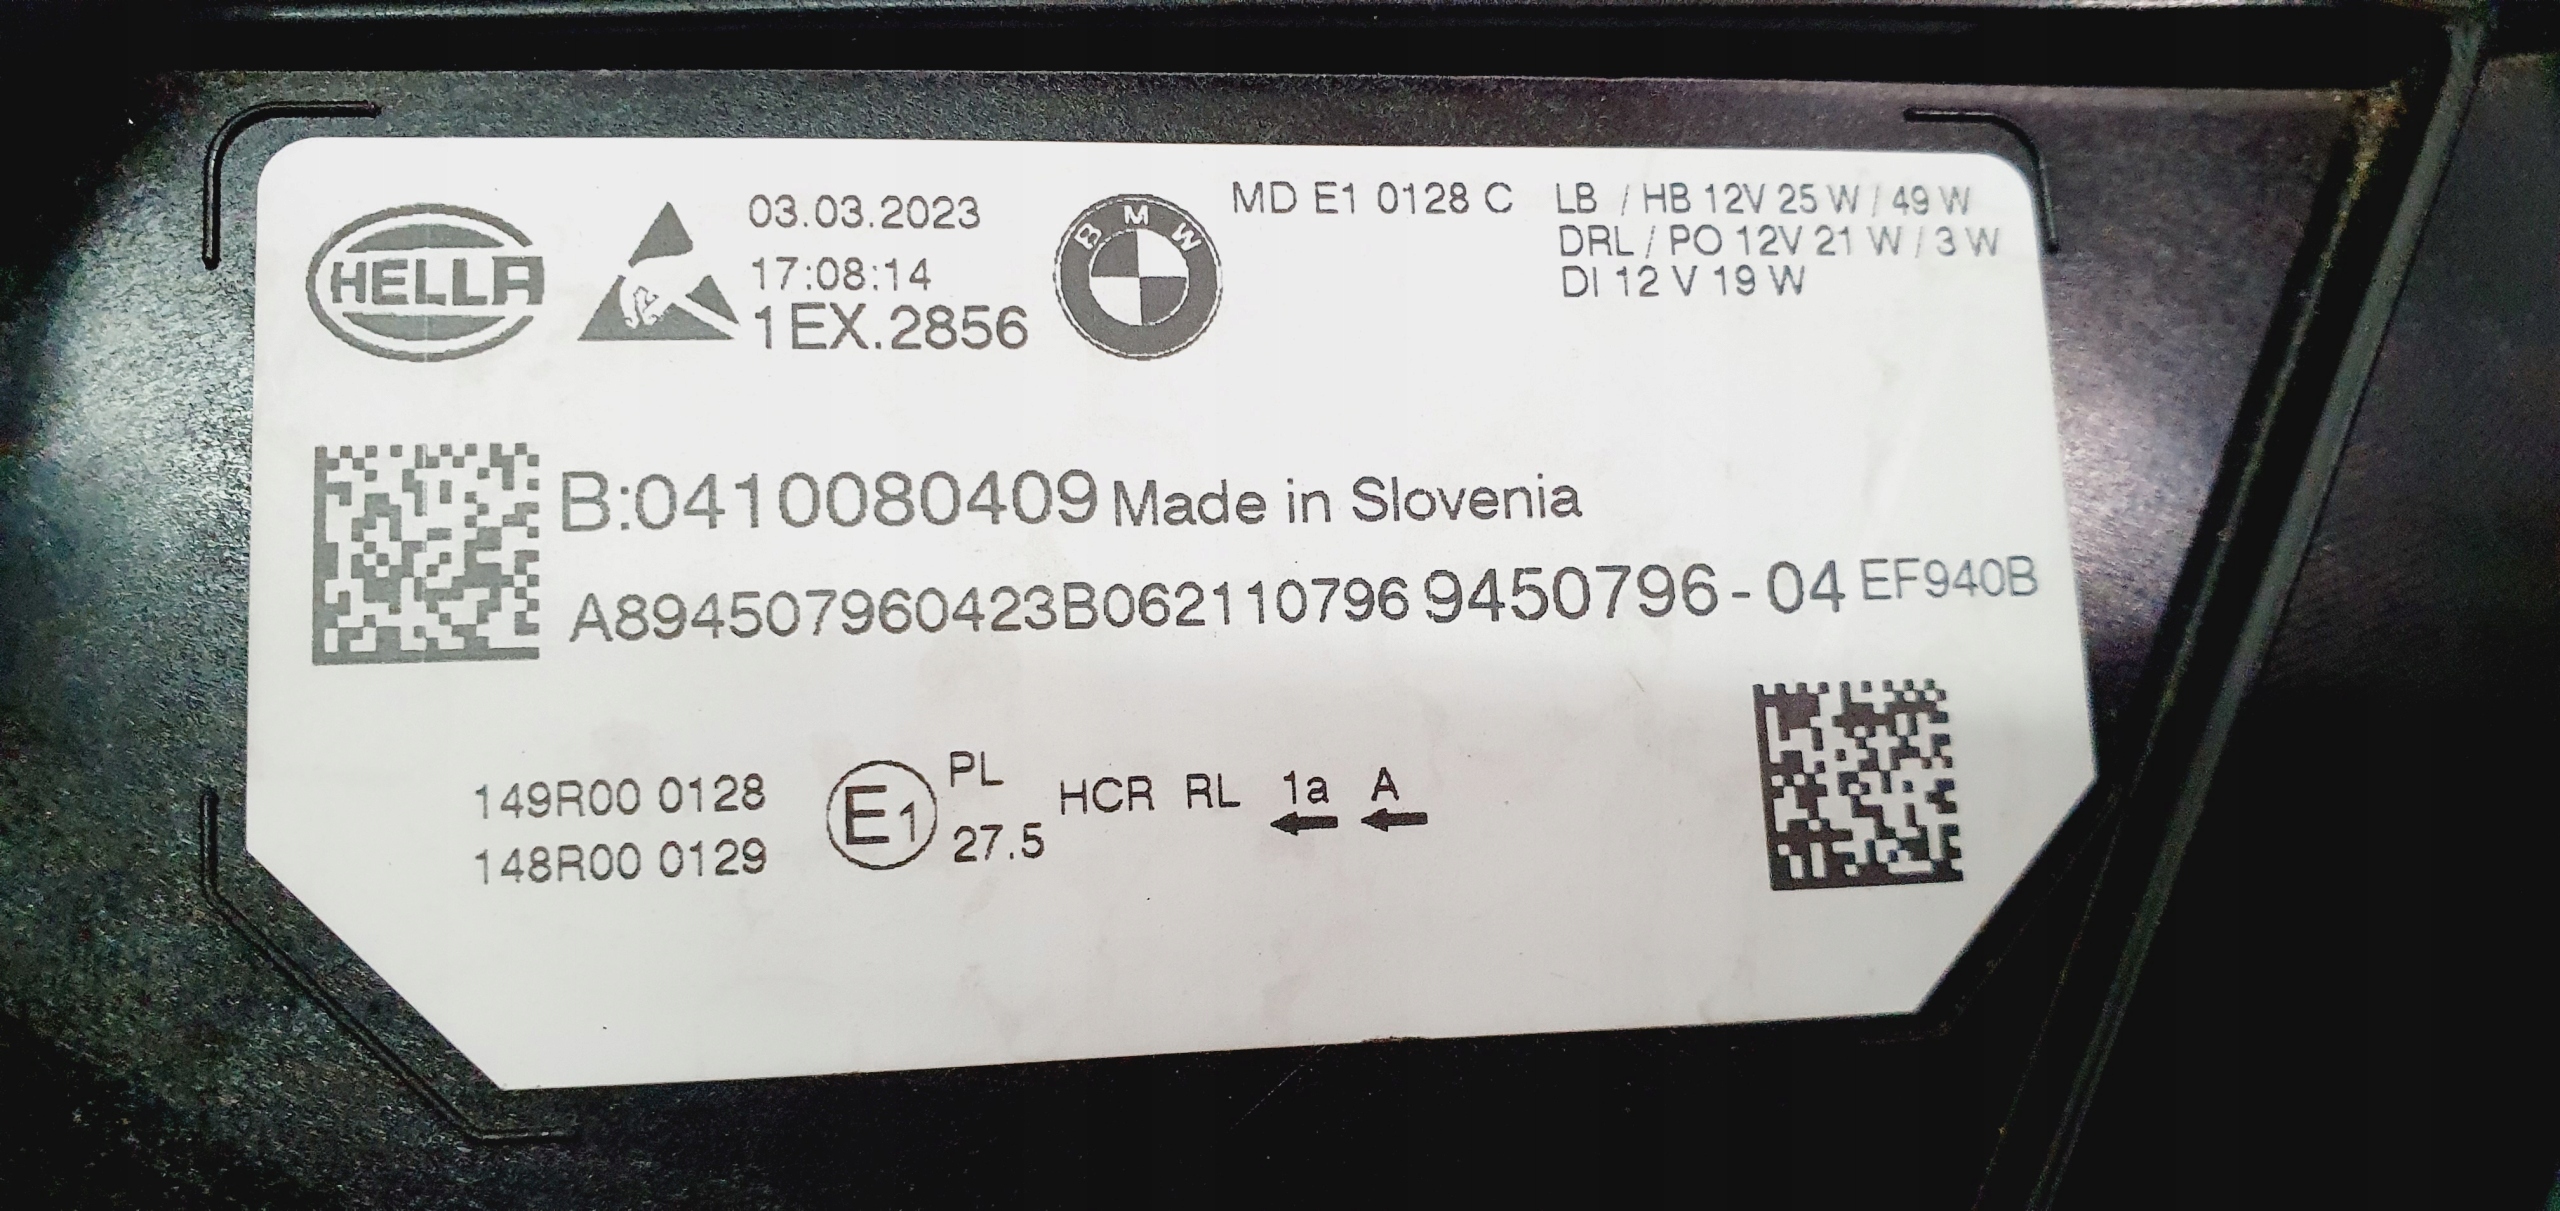 HELLA
03.03.2023
17:08:14
1EX.2856
BMW
MD E1 0128 C
LB / HB 12V 25 W / 49 W
DRL / PO 12V 21 W / 3 W
DI 12 V 19 W
B:0410080409 Made in Slovenia
A894507960423B0621107969450796-04 EF940B
149R00 0128
148R00 0129
E1
PL
27.5
HCR RL 1a A